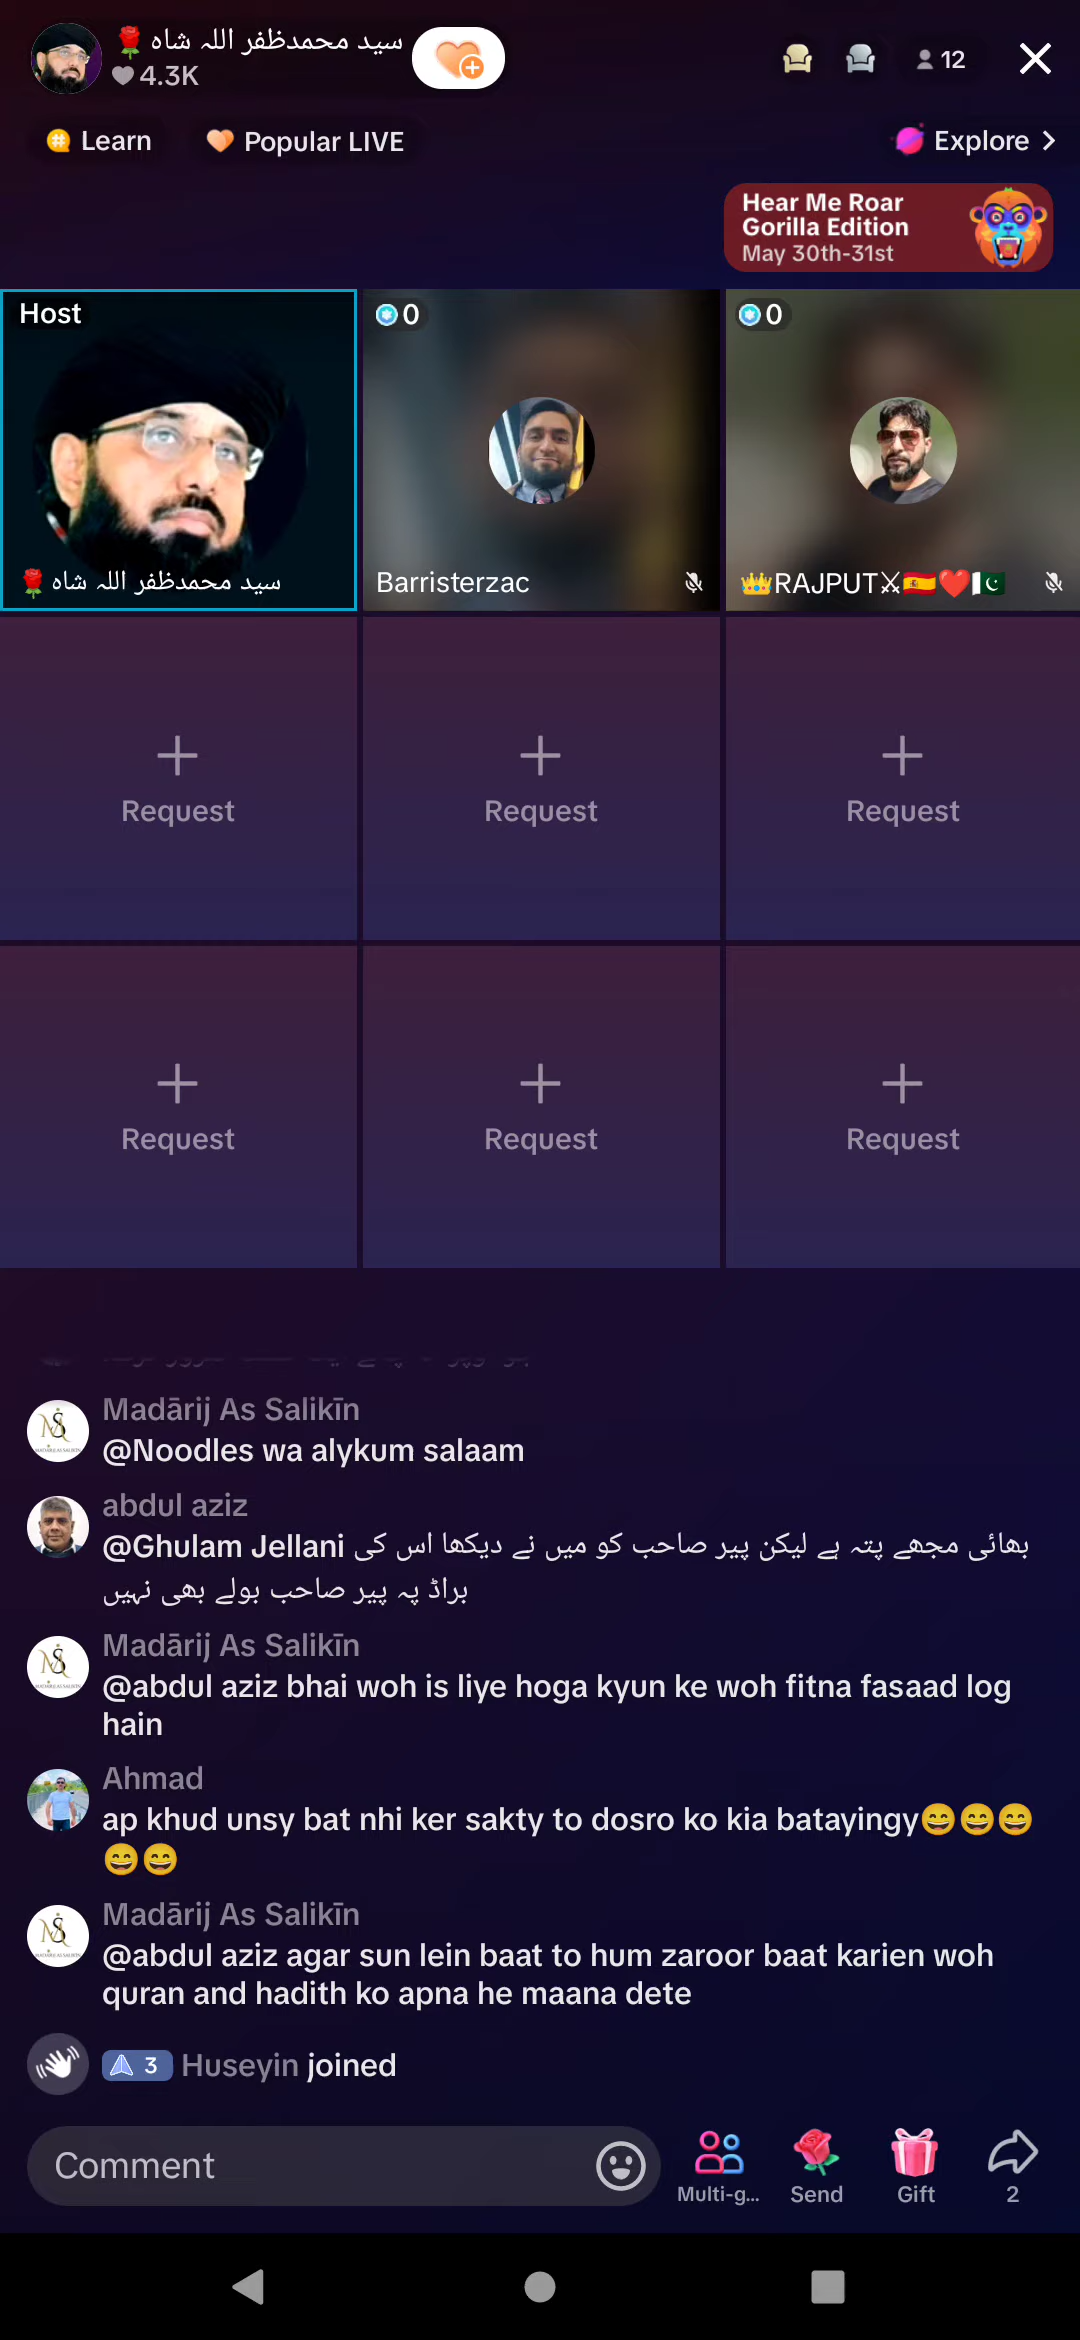 سید محمدظفر اللہ شاہ🌹
4.3K
12
Learn
Popular LIVE
Explore
Hear Me Roar
Gorilla Edition
May 30th-31st
Host
سید محمدظفر اللہ شاہ🌹
0
Barristerzac
0
👑RAJPUT⚔🇪🇸❤️🇵🇰
Request
Request
Request
Request
Request
Request
Madārij As Salikīn
@Noodles wa alykum salaam
abdul aziz
@Ghulam Jellani بھائی مجھے پتہ ہے لیکن پیر صاحب کو میں نے دیکھا اس کی
براڈ پہ پیر صاحب بولے بھی نہیں
Madārij As Salikīn
@abdul aziz bhai woh is liye hoga kyun ke woh fitna fasaad log
hain
Ahmad
ap khud unsy bat nhi ker sakty to dosro ko kia batayingy😄😄😄
😄😄
Madārij As Salikīn
@abdul aziz agar sun lein baat to hum zaroor baat karien woh
quran and hadith ko apna he maana dete
3 Huseyin joined
Comment
Multi-g...
Send
Gift
2